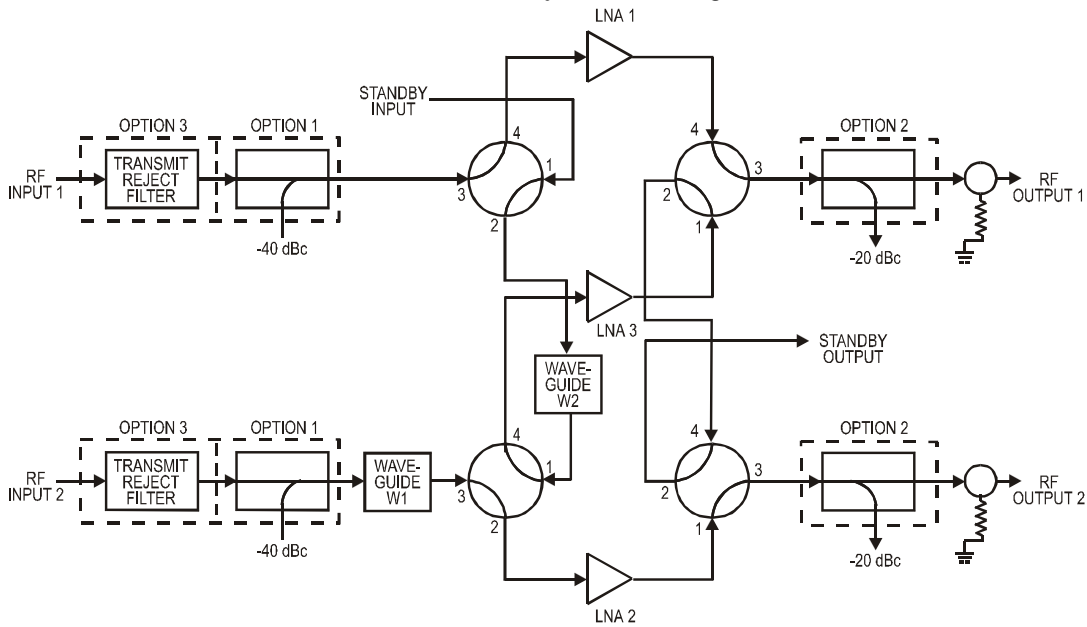 LNA 1
STANDBY
INPUT
OPTION 3
OPTION 1
4
4
OPTION 2
TRANSMIT
REJECT
FILTER
RF
INPUT 1
3
1
2
2
3
1
RF
OUTPUT 1
-40 dBc
-20 dBc
LNA 3
STANDBY
OUTPUT
WAVE-
GUIDE
W2
OPTION 3
OPTION 1
4
4
OPTION 2
TRANSMIT
REJECT
FILTER
RF
INPUT 2
WAVE-
GUIDE
W1
3
1
2
2
3
1
RF
OUTPUT 2
-40 dBc
-20 dBc
LNA 2